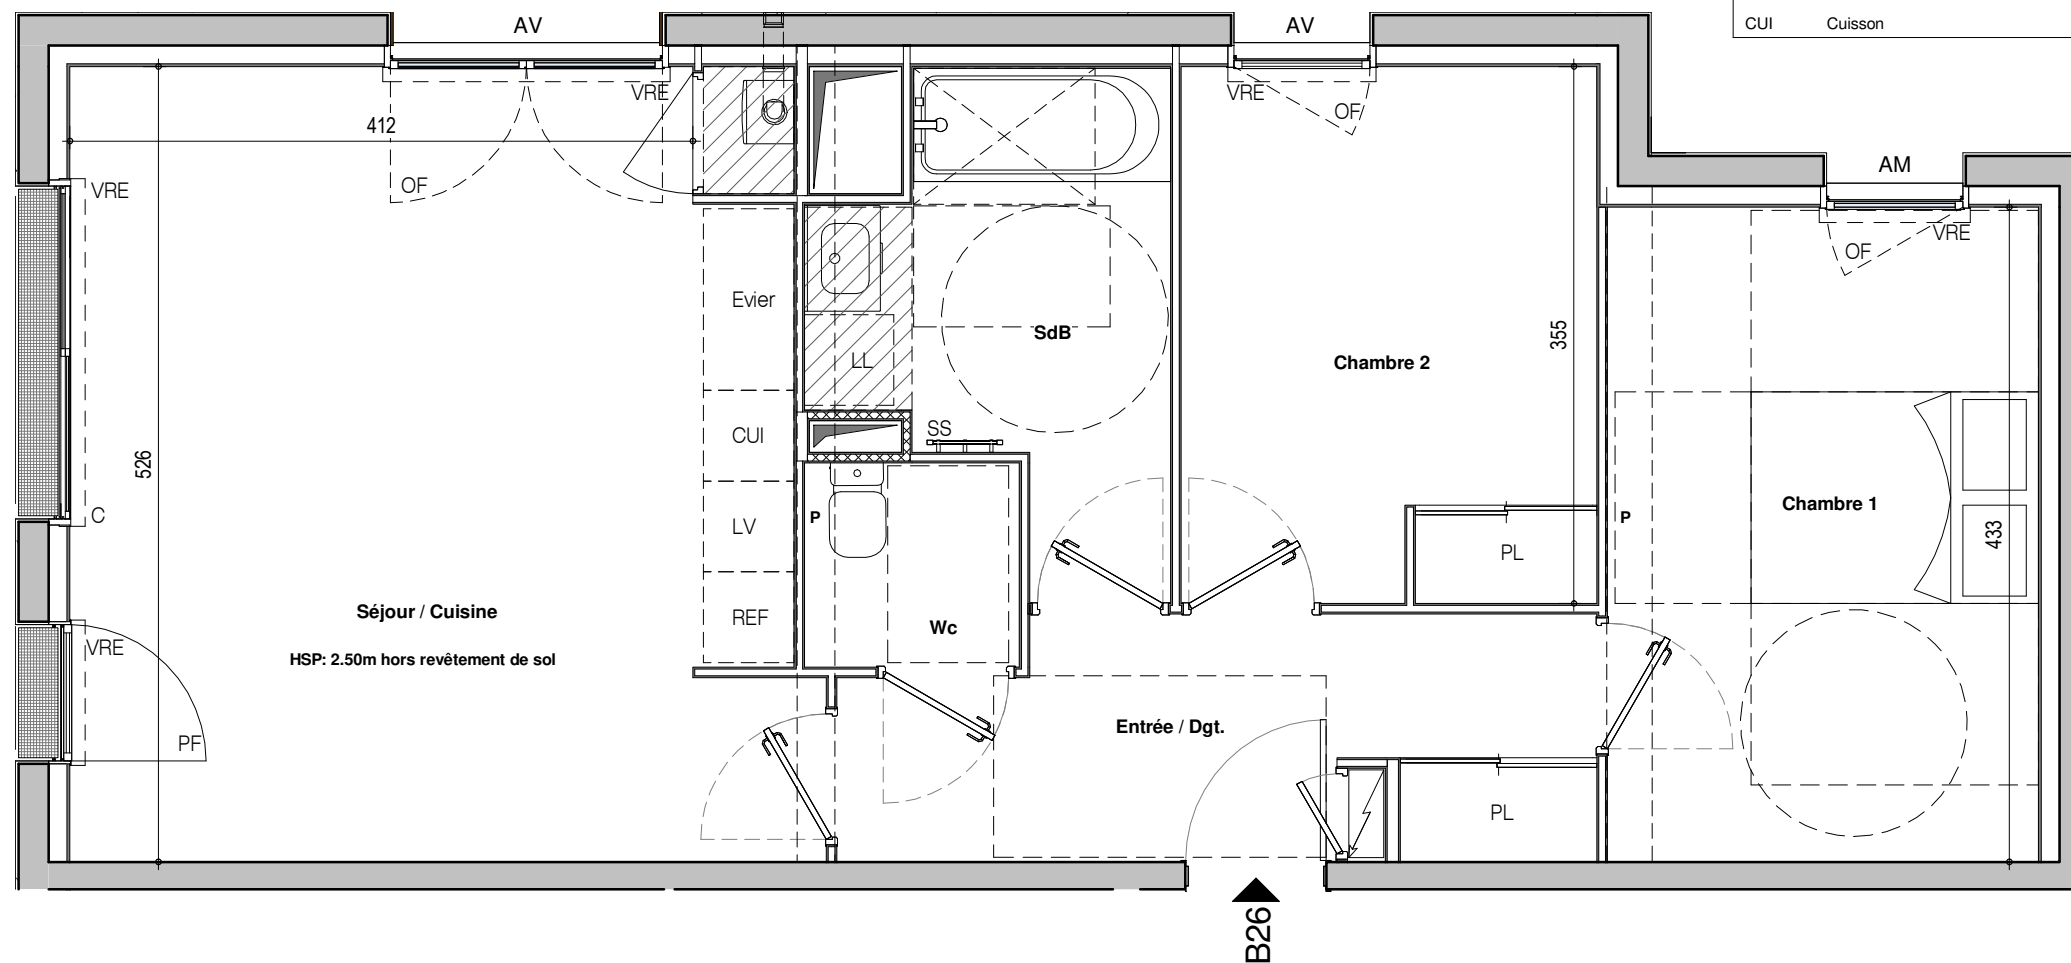 CUI Cuisson
AV
AV
AM
VRE
412
OF
VRE
OF
VRE
OF
VRE
Evier
SdB
355
Chambre 2
LL
CUI
SS
526
C
LV
P
PL
P
Chambre 1
433
Séjour / Cuisine
REF
Wc
HSP: 2.50m hors revêtement de sol
VRE
PF
Entrée / Dgt.
PL
B26